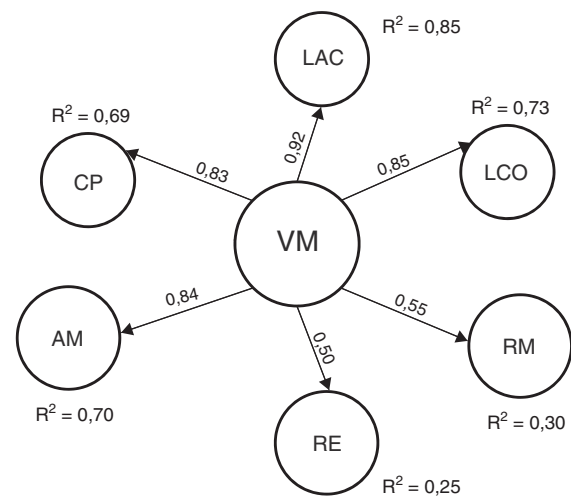 LAC
R² = 0,85
R² = 0,69
R² = 0,73
CP
0,83
0,92
0,85
LCO
VM
AM
0,84
0,50
0,55
RM
R² = 0,70
RE
R² = 0,30
R² = 0,25